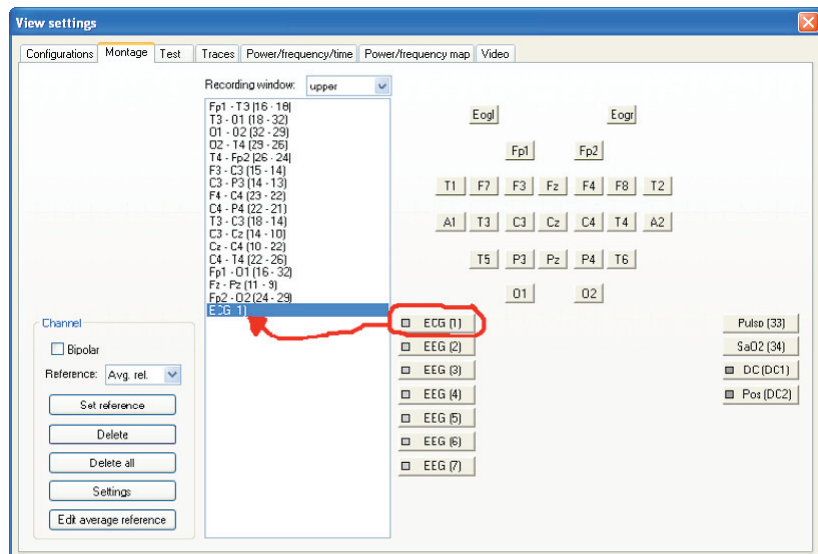 View settings
Configurations Montage Test Traces Power/frequency/time Power/frequency map Video
Recording window: upper
Fp1 - T3 (16 - 18)
T3 - O1 (18 - 32)
O1 - O2 (32 - 29)
O2 - T4 (29 - 26)
T4 - Fp2 (26 - 24)
F3 - C3 (15 - 14)
C3 - P3 (14 - 13)
F4 - C4 (23 - 22)
C4 - P4 (22 - 21)
T3 - C3 (18 - 14)
C3 - Cz (14 - 10)
Cz - C4 (10 - 22)
C4 - T4 (22 - 26)
Fp1 - O1 (16 - 32)
Fz - Pz (11 - 9)
Fp2 - O2 (24 - 29)
ECG (1)
Eogl Eogr
Fp1 Fp2
T1 F7 F3 Fz F4 F8 T2
A1 T3 C3 Cz C4 T4 A2
T5 P3 Pz P4 T6
O1 O2
ECG (1)
EEG (2)
EEG (3)
EEG (4)
EEG (5)
EEG (6)
EEG (7)
Pulso (33)
SaO2 (34)
DC (DC1)
Pos (DC2)
Channel
Bipolar
Reference: Avg. rel.
Set reference
Delete
Delete all
Settings
Edit average reference